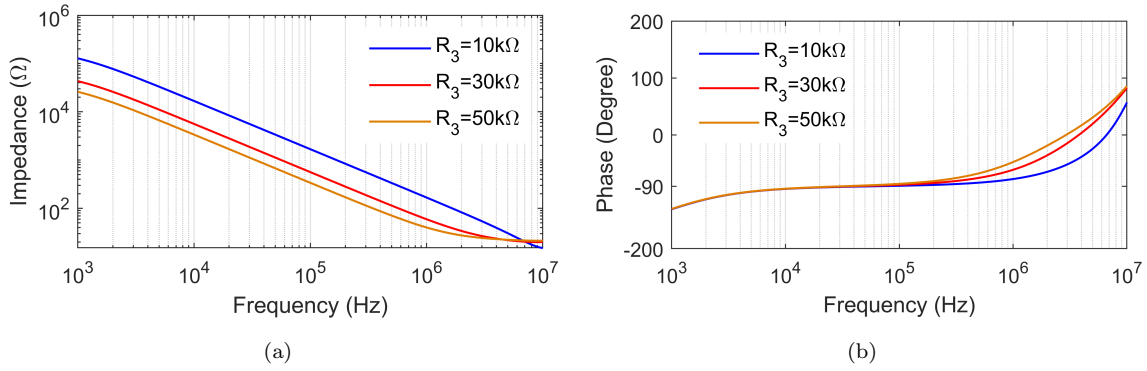 10^6
10^4
10^2
Impedance (Ω)
R_3=10kΩ
R_3=30kΩ
R_3=50kΩ
10^3 10^4 10^5 10^6 10^7
Frequency (Hz)
(a)
200
100
0
-90
-200
Phase (Degree)
R_3=10kΩ
R_3=30kΩ
R_3=50kΩ
10^3 10^4 10^5 10^6 10^7
Frequency (Hz)
(b)